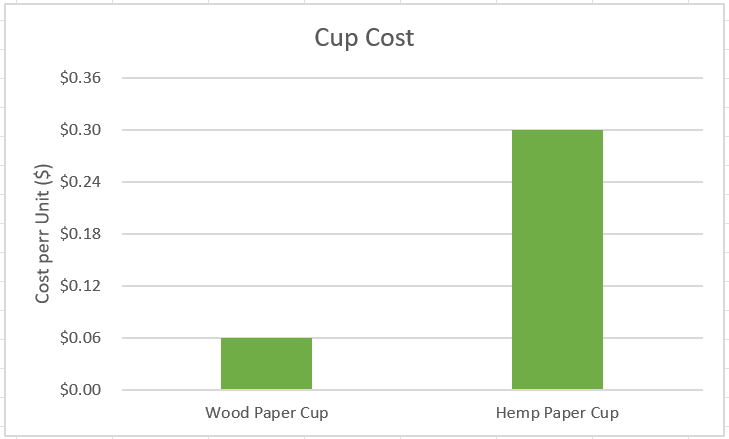 Cup Cost
Cost perr Unit ($)
$0.36
$0.30
$0.24
$0.18
$0.12
$0.06
$0.00
Wood Paper Cup
Hemp Paper Cup